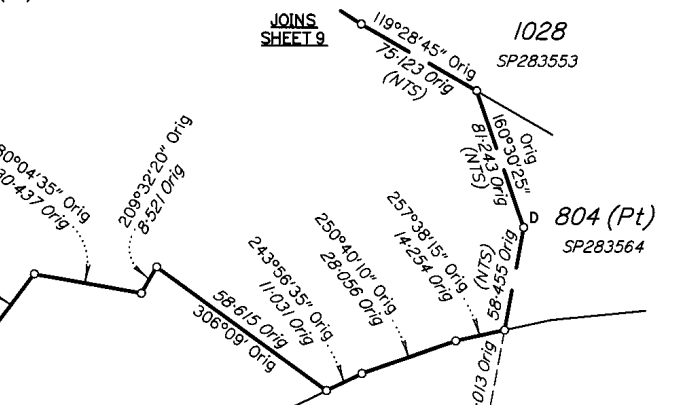 JOINS
SHEET 9
119°28'45" Orig
75·123 Orig
(NTS)
1028
SP283553
160°30'25"
Orig
81·243 Orig
(NTS)
D
804 (Pt)
SP283564
(NTS)
58·455 Orig
257°38'15" Orig
14·254 Orig
250°40'10" Orig
28·056 Orig
243°56'35" Orig
11·031 Orig
58·615 Orig
306°09' Orig
209°32'20" Orig
8·521 Orig
80°04'35" Orig
30·437 Orig
·013 Orig